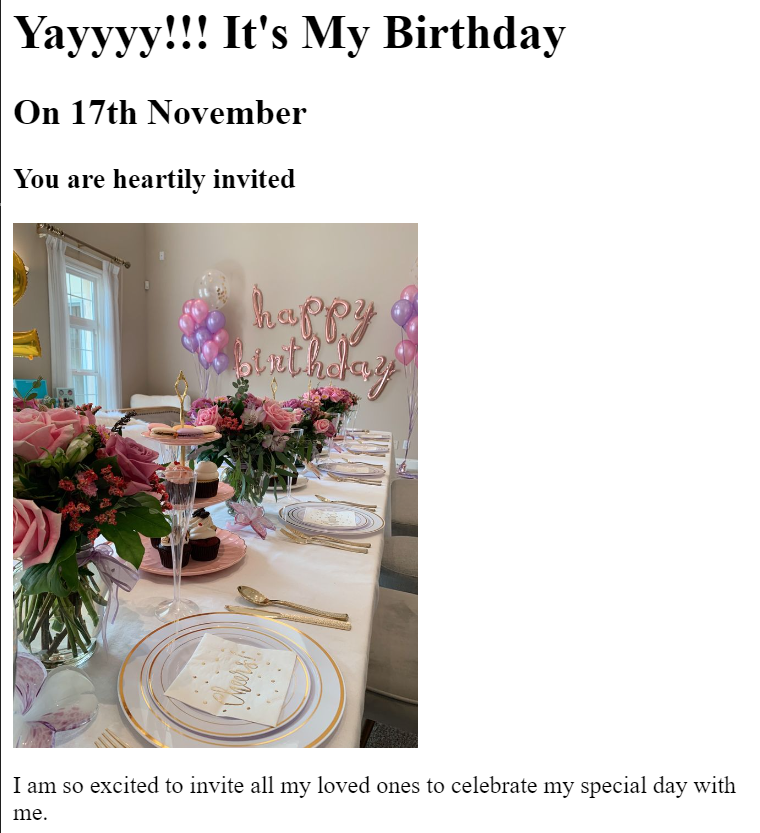 Yayyyy!!! It's My Birthday
On 17th November
You are heartily invited
happy
birthday
cheers!
I am so excited to invite all my loved ones to celebrate my special day with
me.